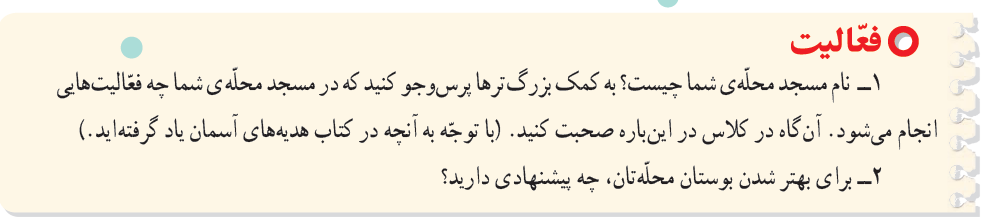 فعّالیت
۱ــ نام مسجد محلّه‌ی شما چیست؟ به کمک بزرگ‌ترها پرس‌وجو کنید که در مسجد محلّه‌ی شما چه فعّالیت‌هایی
انجام می‌شود. آن‌گاه در کلاس در این‌باره صحبت کنید. (با توجّه به آنچه در کتاب هدیه‌های آسمان یاد گرفته‌اید.)
۲ــ برای بهتر شدن بوستان محلّه‌تان، چه پیشنهادی دارید؟